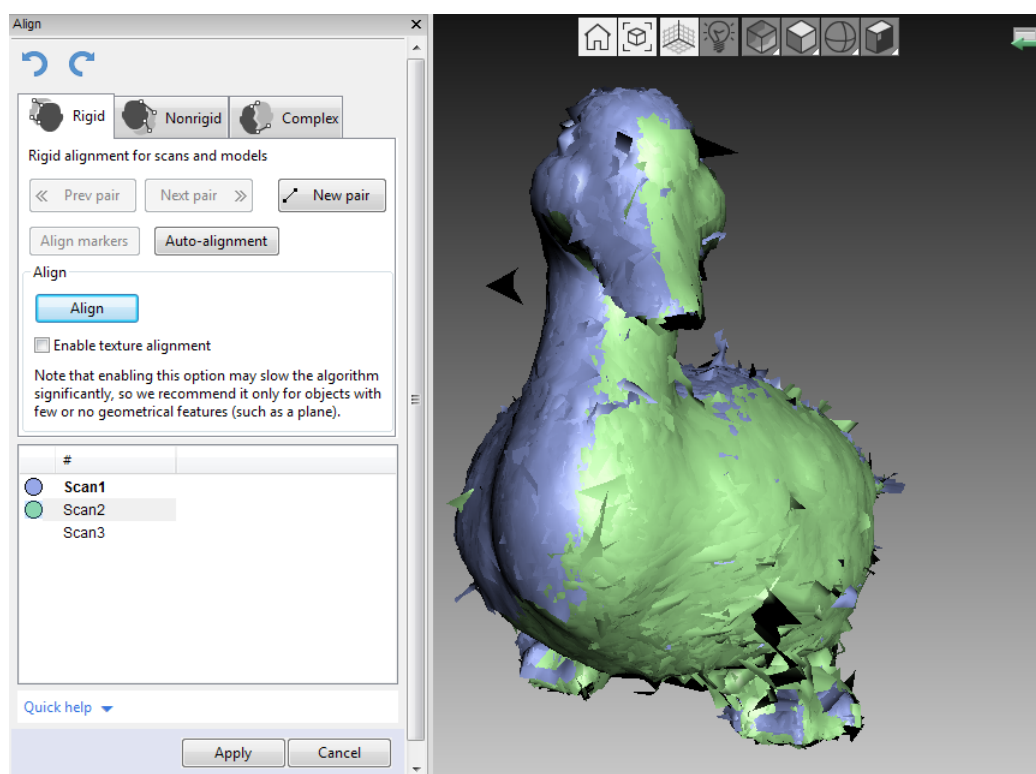 Align
Rigid
Nonrigid
Complex
Rigid alignment for scans and models
Prev pair
Next pair
New pair
Align markers
Auto-alignment
Align
Align
Enable texture alignment
Note that enabling this option may slow the algorithm
significantly, so we recommend it only for objects with
few or no geometrical features (such as a plane).
#
Scan1
Scan2
Scan3
Quick help
Apply
Cancel